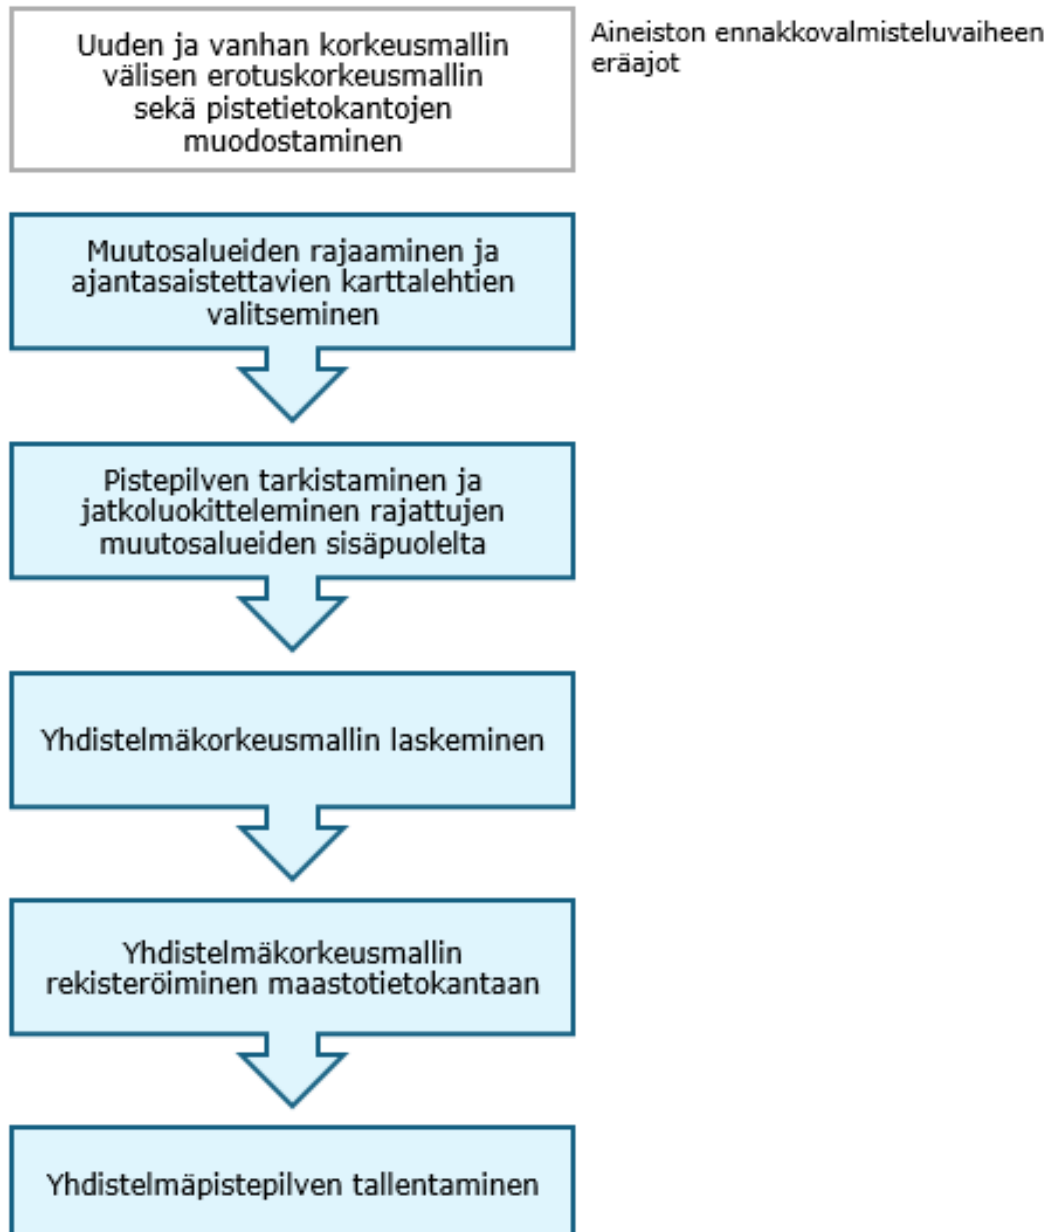 Uuden ja vanhan korkeusmallin
välisen erotuskorkeusmallin
sekä pistetietokantojen
muodostaminen
Aineiston ennakkovalmisteluvaiheen
eräajot
Muutosalueiden rajaaminen ja
ajantasaistettavien karttalehtien
valitseminen
Pistepilven tarkistaminen ja
jatkoluokitteleminen rajattujen
muutosalueiden sisäpuolelta
Yhdistelmäkorkeusmallin laskeminen
Yhdistelmäkorkeusmallin
rekisteröiminen maastotietokantaan
Yhdistelmäpistepilven tallentaminen